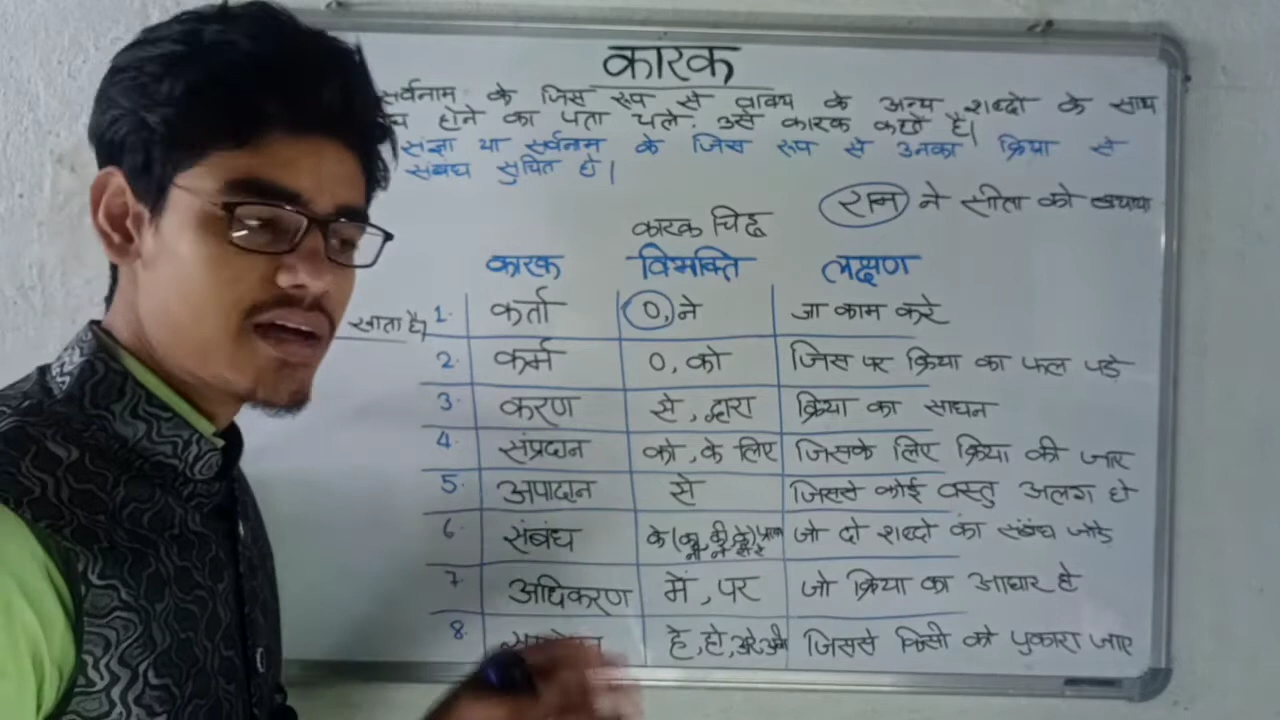 कारक
सर्वनाम के जिस रूप से वाक्य के अन्य शब्दो के साथ
होने का पता चले. उसे कारक कहते है।
संज्ञा या सर्वनाम के जिस रूप से उनका क्रिया से
संबंध सुचित हो।
राम ने सीता को
कारक चिह्न
कारक विभक्ति लक्षण
खाता है।
1. कर्ता 0, ने जो काम करे
2. कर्म 0, को जिस पर क्रिया का फल पड़े
3. करण से, द्वारा क्रिया का साधन
4. संप्रदान को, के लिए जिसके लिए क्रिया की जाए
5. अपादान से जिससे कोई वस्तु अलग हो
6 संबंध के जो दो शब्दो का संबंध जोड़े
7 अधिकरण में, पर जो क्रिया का आधार हो
8. हे, हो, अरे, जिससे किसी को पुकारा जाए